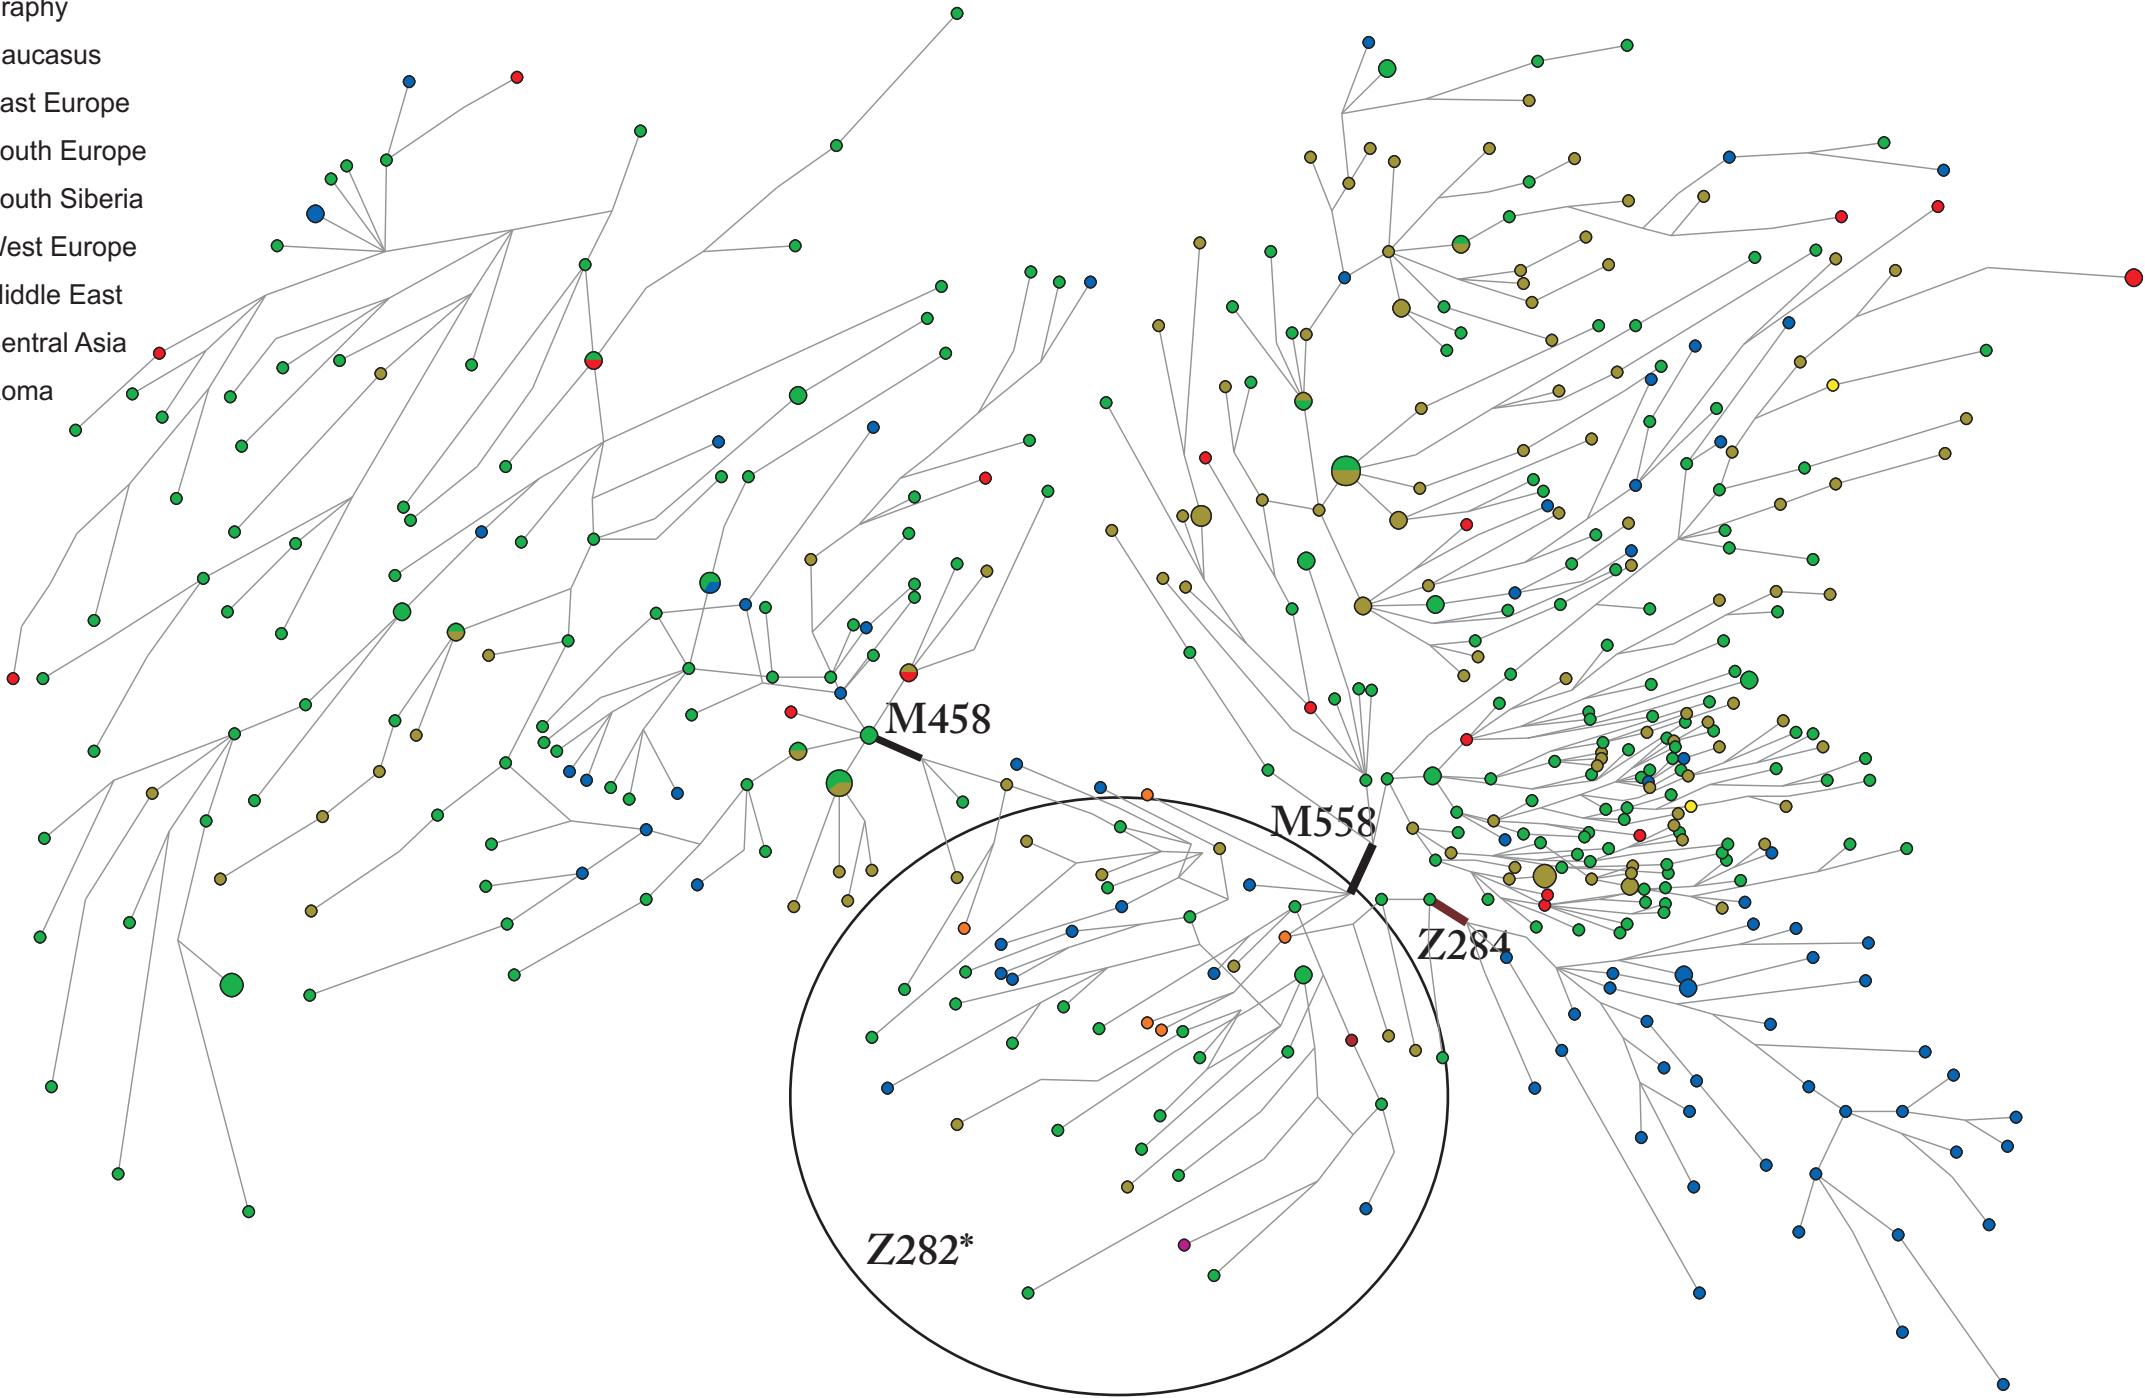 raphy
aucasus
ast Europe
outh Europe
outh Siberia
Vest Europe
liddle East
entral Asia
oma
M458
M558
Z284
Z282*